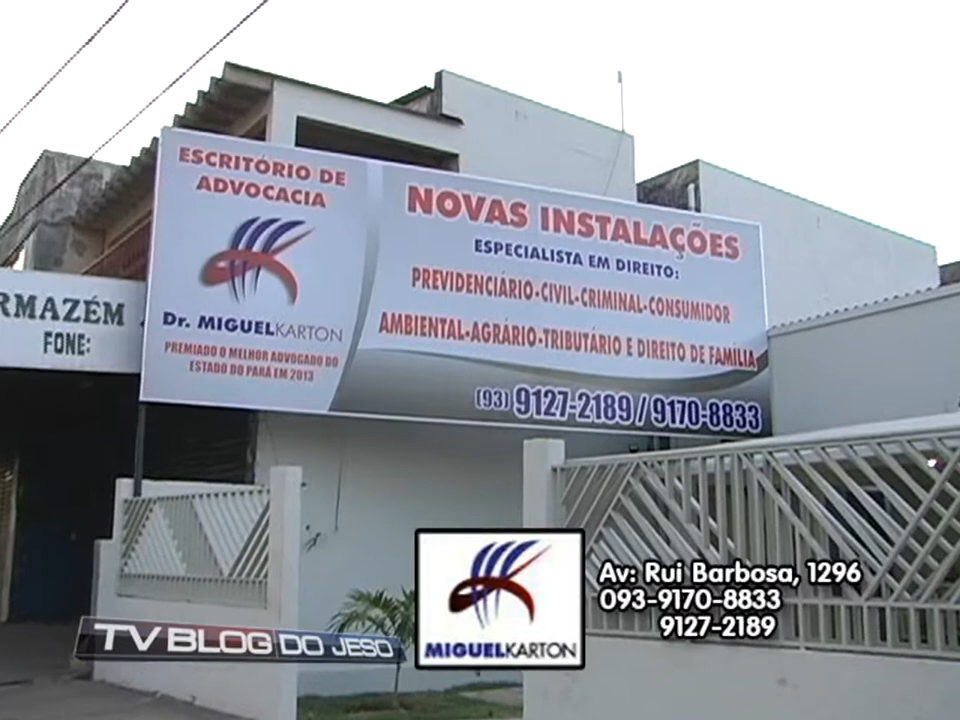 ESCRITÓRIO DE
ADVOCACIA
Dr. MIGUELKARTON
PREMIADO O MELHOR ADVOGADO DO
ESTADO DO PARÁ EM 2013
NOVAS INSTALAÇÕES
ESPECIALISTA EM DIREITO:
PREVIDENCIÁRIO-CIVIL-CRIMINAL-CONSUMIDOR
AMBIENTAL-AGRÁRIO-TRIBUTÁRIO E DIREITO DE FAMÍLIA
(93) 9127-2189 / 9170-8833
RMAZÉM
FONE:
TV BLOG DO JESO
MIGUELKARTON
Av: Rui Barbosa, 1296
093-9170-8833
9127-2189